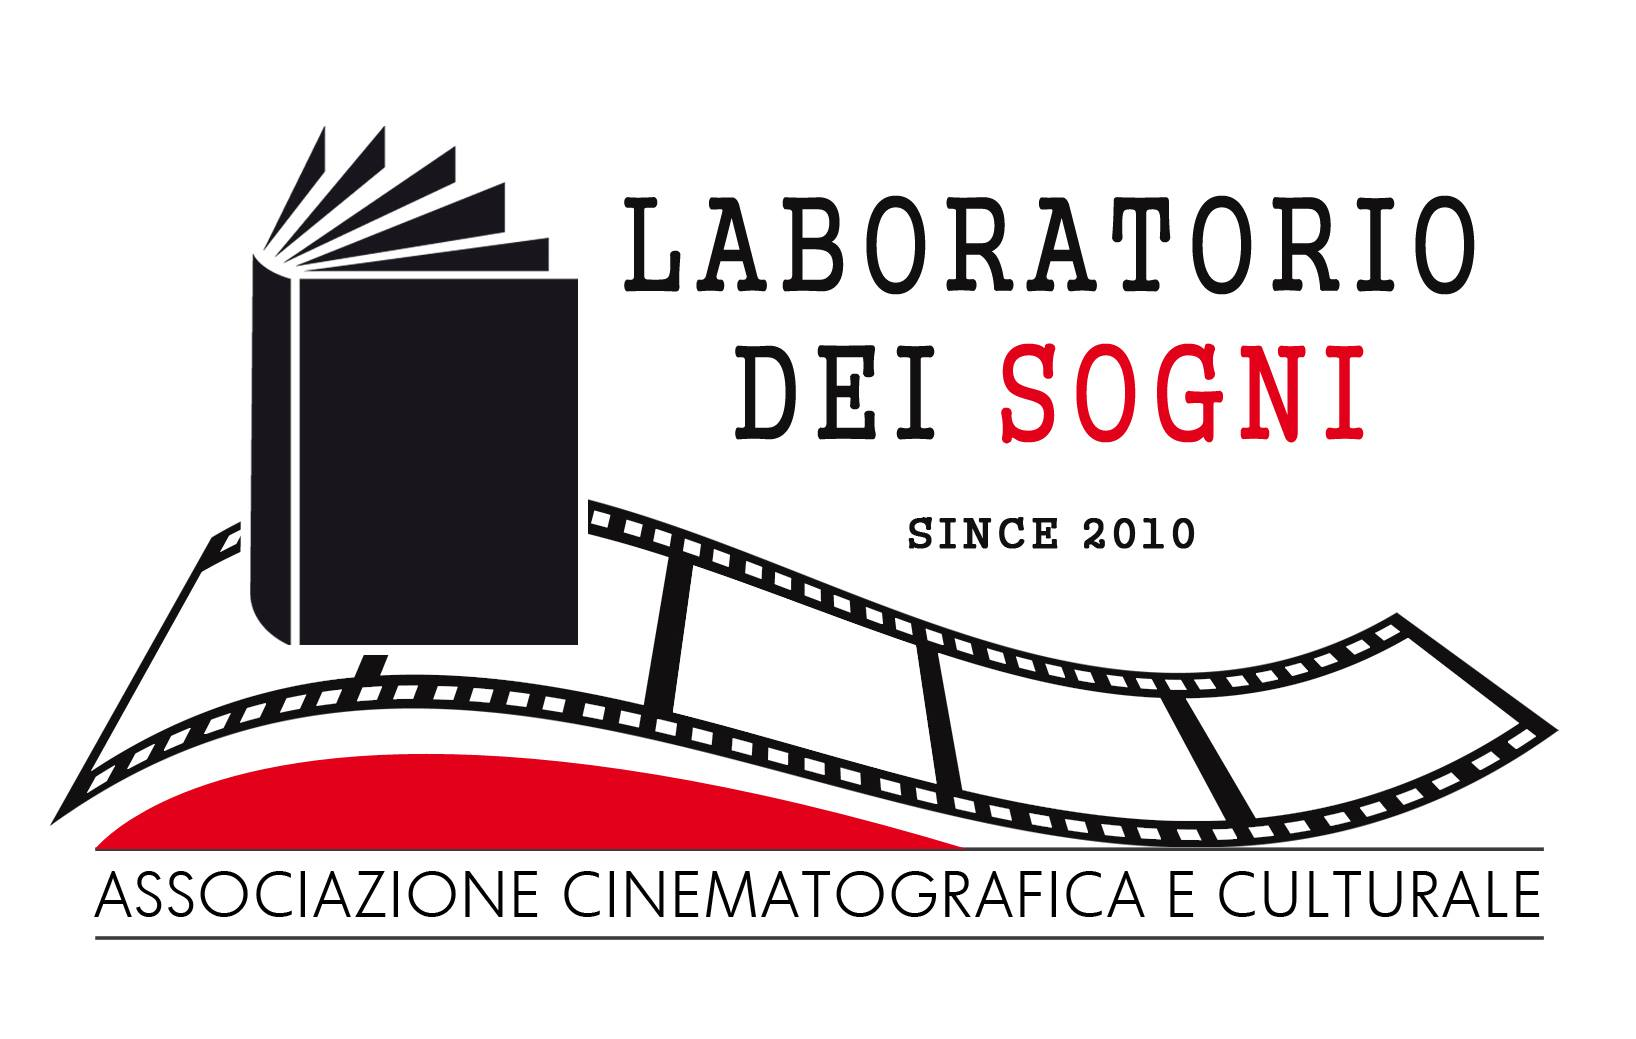 LABORATORIO
DEI SOGNI
SINCE 2010
ASSOCIAZIONE CINEMATOGRAFICA E CULTURALE